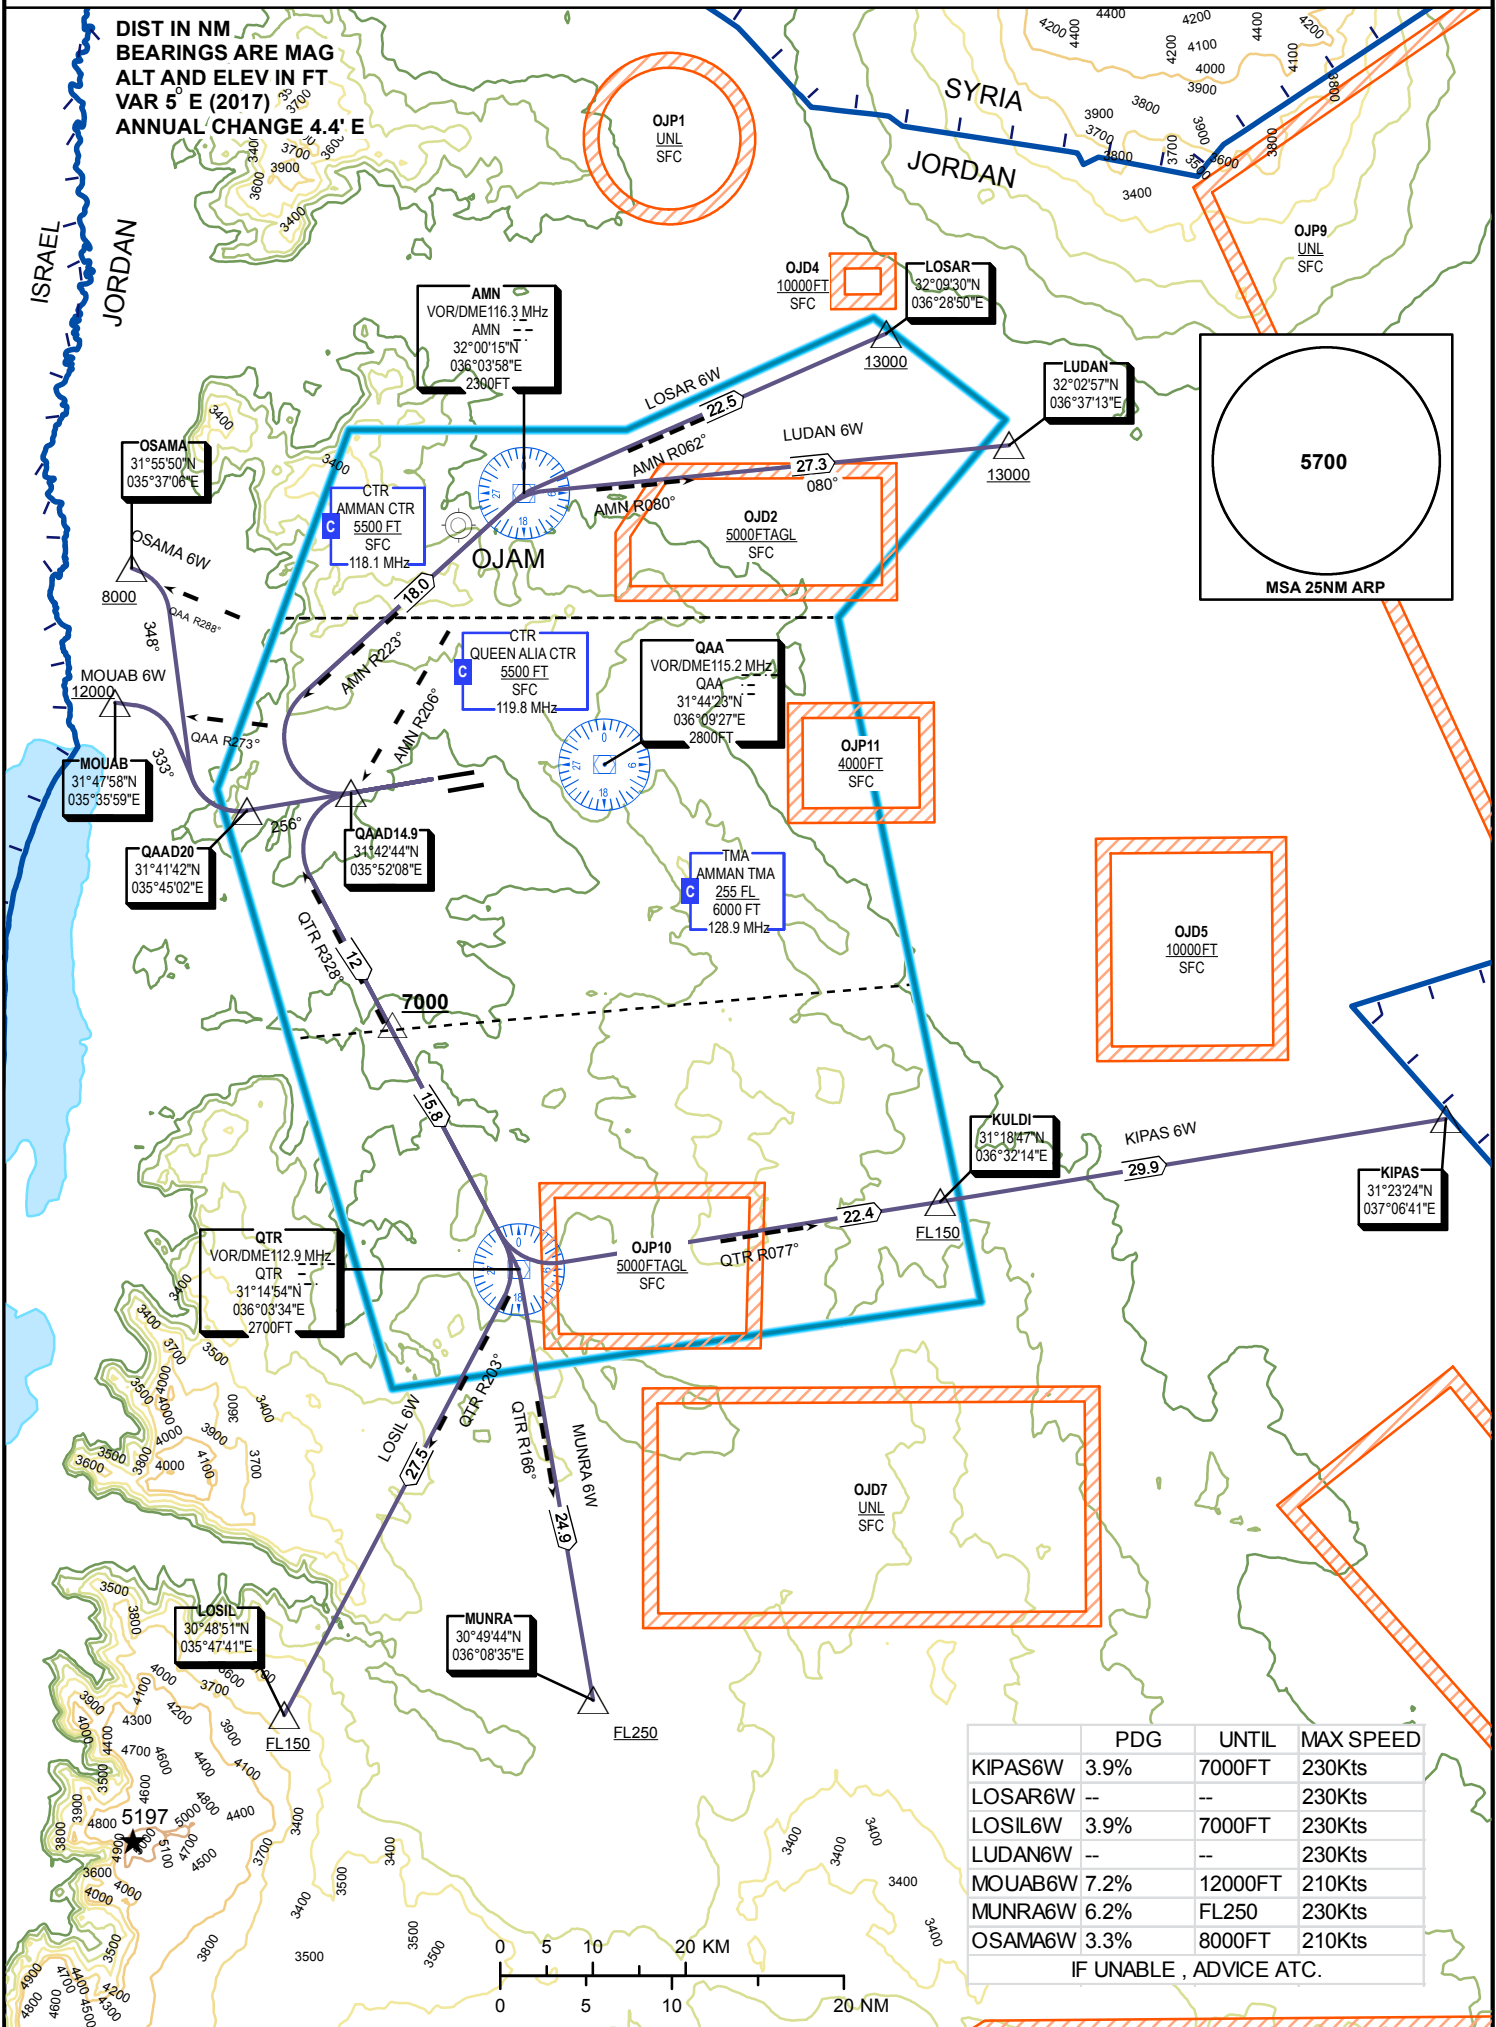 DIST IN NM
BEARINGS ARE MAG
ALT AND ELEV IN FT
VAR 5° E (2017)
ANNUAL CHANGE 4.4' E
ISRAEL
JORDAN
SYRIA
JORDAN
OJP1
UNL
SFC
OJP9
UNL
SFC
OJD4
10000FT
SFC
LOSAR
32°09'30"N
036°28'50"E
13000
AMN
VOR/DME116.3 MHz
AMN
32°00'15"N
036°03'58"E
2300FT
LUDAN
32°02'57"N
036°37'13"E
13000
5700
MSA 25NM ARP
LOSAR 6W
22.5
AMN R062°
LUDAN 6W
27.3
080°
AMN R080°
OSAMA
31°55'50"N
035°37'06"E
OSAMA 6W
8000
QAA R288°
348°
CTR
AMMAN CTR
5500 FT
SFC
118.1 MHz
C
OJAM
OJD2
5000FTAGL
SFC
18.0
AMN R223°
AMN R206°
CTR
QUEEN ALIA CTR
5500 FT
SFC
119.8 MHz
C
QAA
VOR/DME115.2 MHz
QAA
31°44'23"N
036°09'27"E
2800FT
MOUAB 6W
12000
QAA R273°
333°
MOUAB
31°47'58"N
035°35'59"E
OJP11
4000FT
SFC
256°
QAAD20
31°41'42"N
035°45'02"E
QAAD14.9
31°42'44"N
035°52'08"E
TMA
AMMAN TMA
255 FL
6000 FT
128.9 MHz
C
OJD5
10000FT
SFC
QTR R328°
12
7000
15.8
KULDI
31°18'47"N
036°32'14"E
FL150
KIPAS 6W
29.9
KIPAS
31°23'24"N
037°06'41"E
22.4
QTR R077°
QTR
VOR/DME112.9 MHz
QTR
31°14'54"N
036°03'34"E
2700FT
OJP10
5000FTAGL
SFC
LOSIL 6W
27.5
QTR R203°
QTR R166°
MUNRA 6W
24.9
OJD7
UNL
SFC
LOSIL
30°48'51"N
035°47'41"E
FL150
MUNRA
30°49'44"N
036°08'35"E
FL250
5197
PDG UNTIL MAX SPEED
KIPAS6W 3.9% 7000FT 230Kts
LOSAR6W -- -- 230Kts
LOSIL6W 3.9% 7000FT 230Kts
LUDAN6W -- -- 230Kts
MOUAB6W 7.2% 12000FT 210Kts
MUNRA6W 6.2% FL250 230Kts
OSAMA6W 3.3% 8000FT 210Kts
IF UNABLE , ADVICE ATC.
0 5 10 20 KM
0 5 10 20 NM